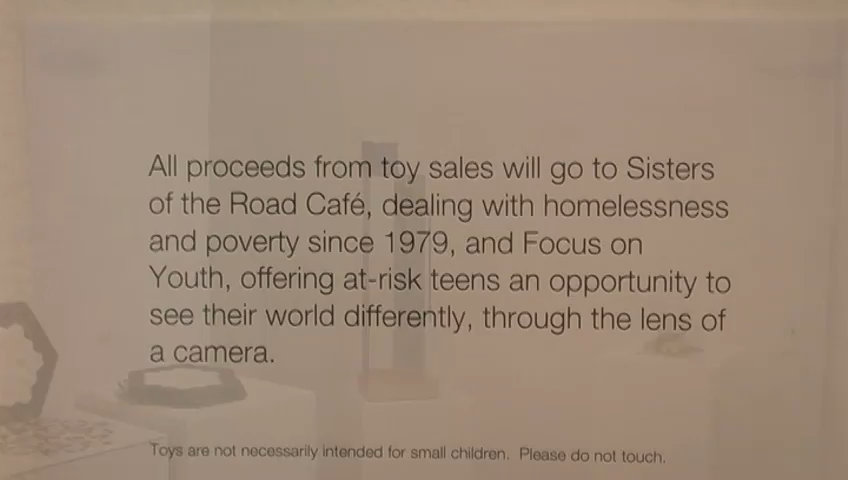 All proceeds from toy sales will go to Sisters
of the Road Café, dealing with homelessness
and poverty since 1979, and Focus on
Youth, offering at-risk teens an opportunity to
see their world differently, through the lens of
a camera.
Toys are not necessarily intended for small children. Please do not touch.